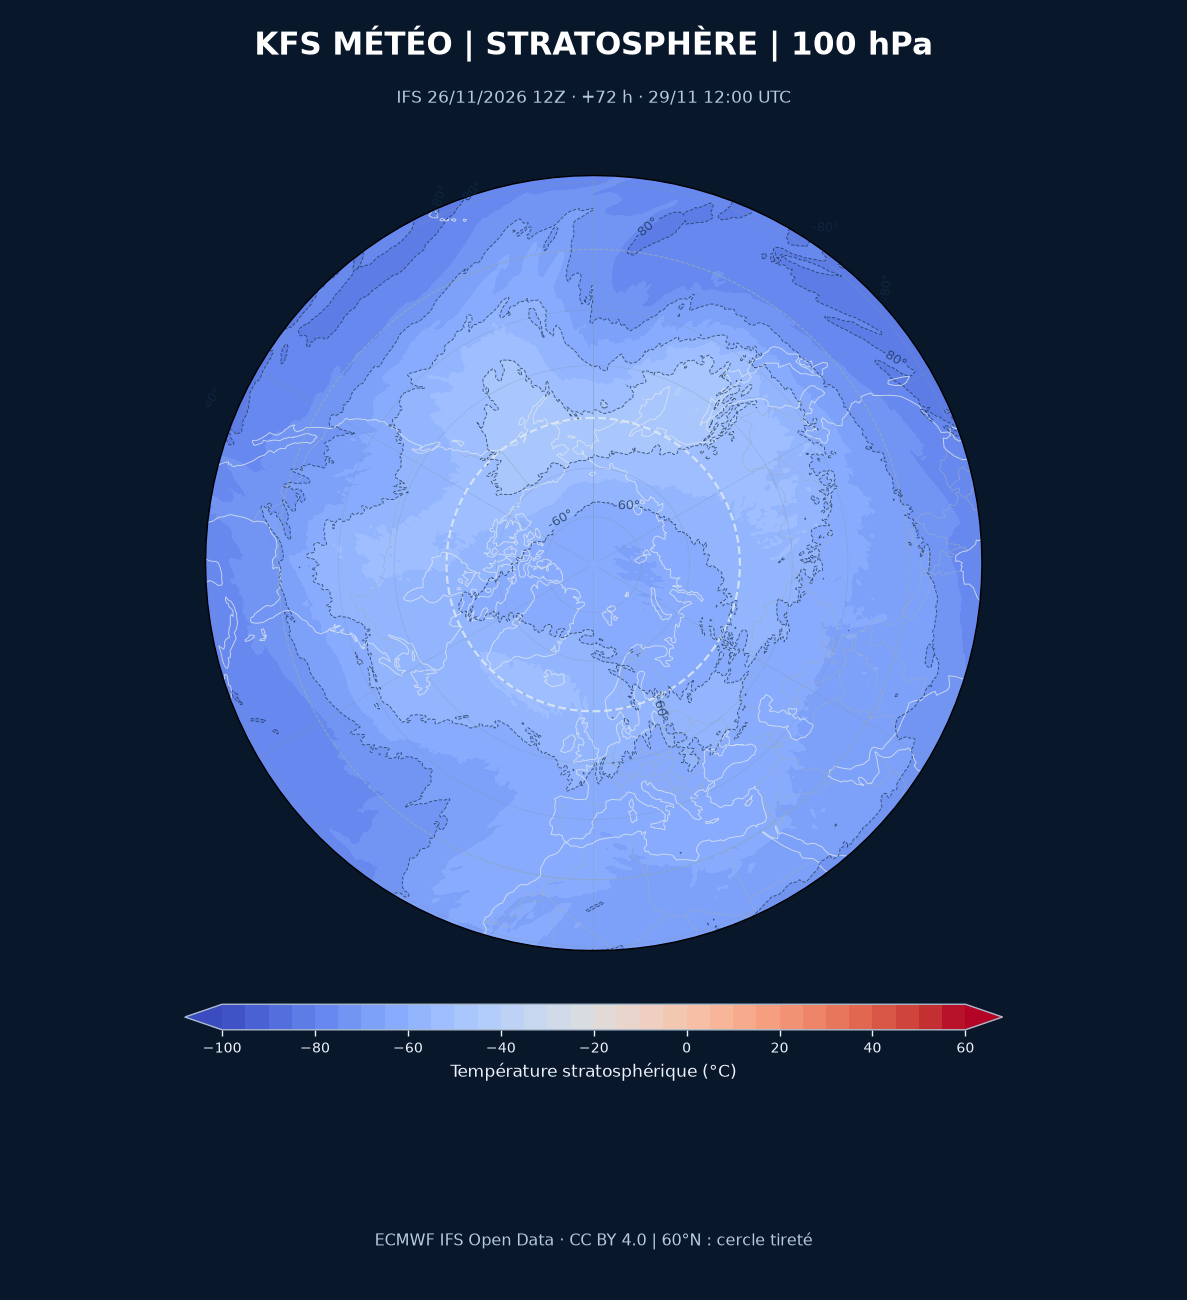 KFS MÉTÉO | STRATOSPHÈRE | 100 hPa
IFS 26/11/2026 12Z · +72 h · 29/11 12:00 UTC
-80°
-80°
-80°
-80°
-60°
-60°
-60°
−100 −80 −60 −40 −20 0 20 40 60
Température stratosphérique (°C)
ECMWF IFS Open Data · CC BY 4.0 | 60°N : cercle tireté